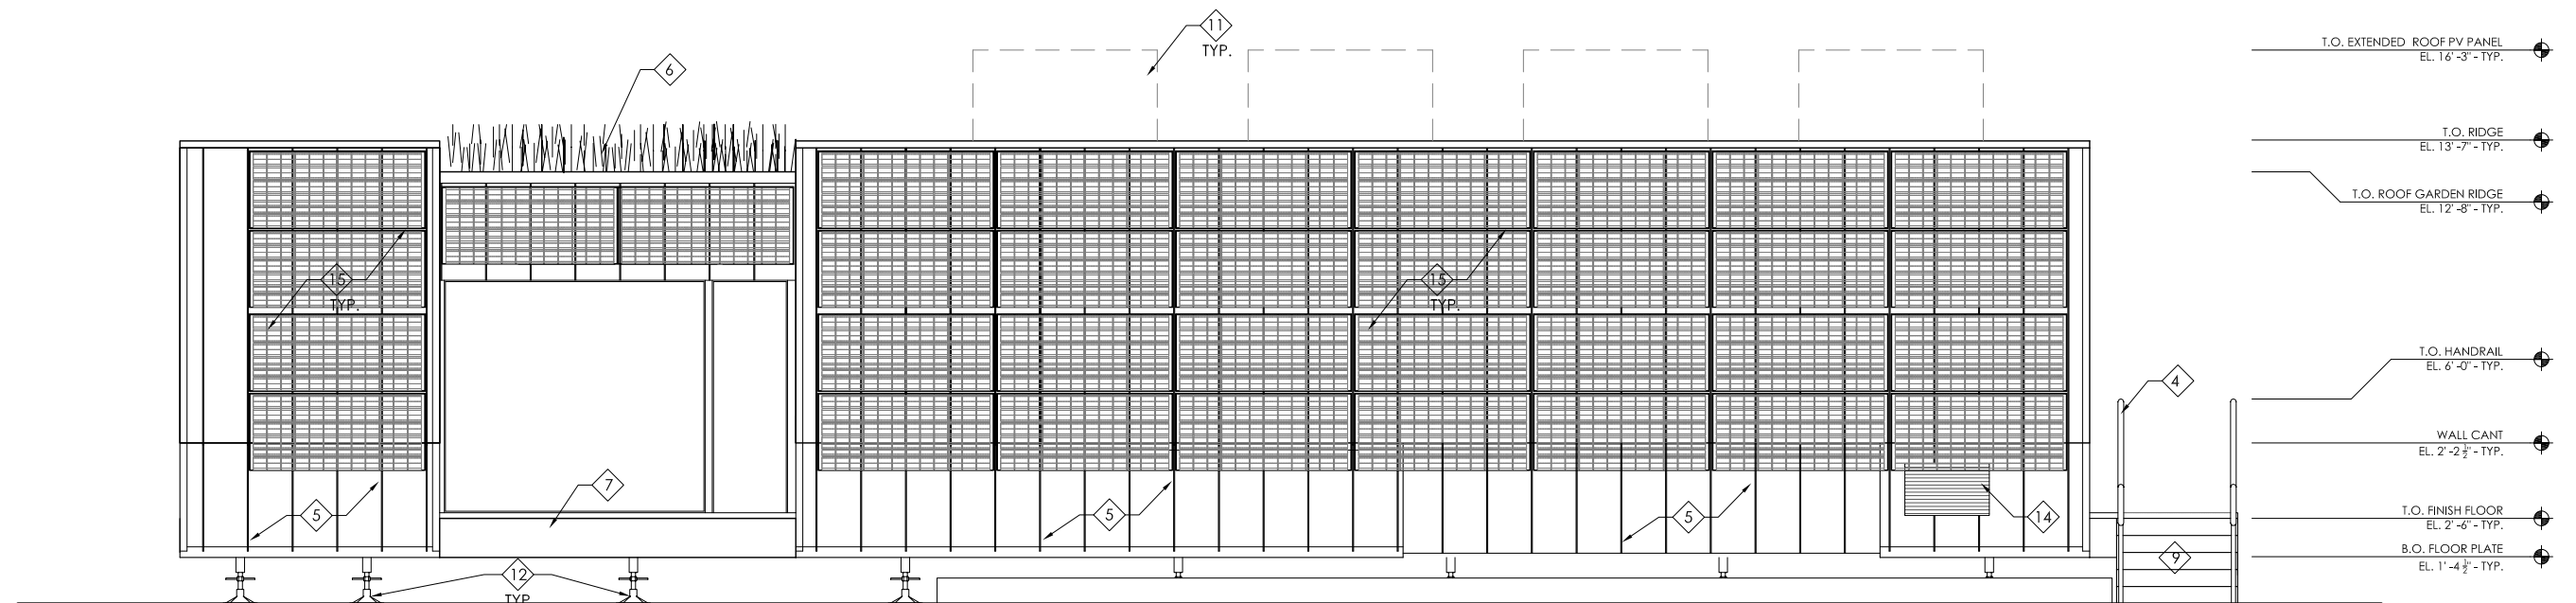 11
TYP.
6
T.O. EXTENDED ROOF PV PANEL
EL. 16' -3" - TYP.
T.O. RIDGE
EL. 13' -7" - TYP.
T.O. ROOF GARDEN RIDGE
EL. 12' -8" - TYP.
15
TYP.
15
TYP.
T.O. HANDRAIL
EL. 6' -0" - TYP.
4
WALL CANT
EL. 2' -2 ½" - TYP.
7
5
5
5
14
T.O. FINISH FLOOR
EL. 2' -6" - TYP.
B.O. FLOOR PLATE
EL. 1' -4 ½" - TYP.
9
12
TYP